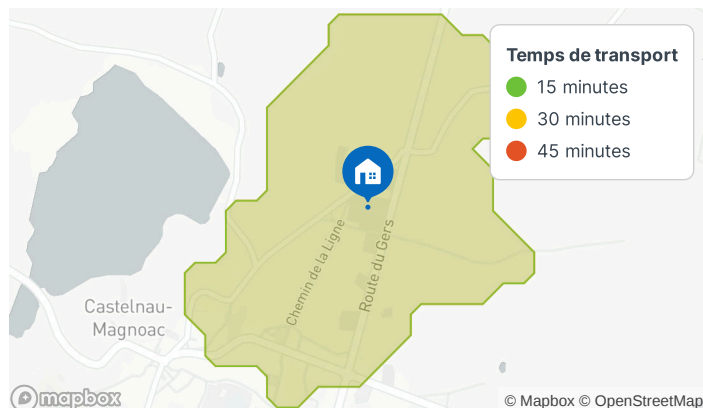 Temps de transport
15 minutes
30 minutes
45 minutes
Chemin de la Ligne
Route du Gers
Castelnau-
Magnoac
mapbox
© Mapbox © OpenStreetMap